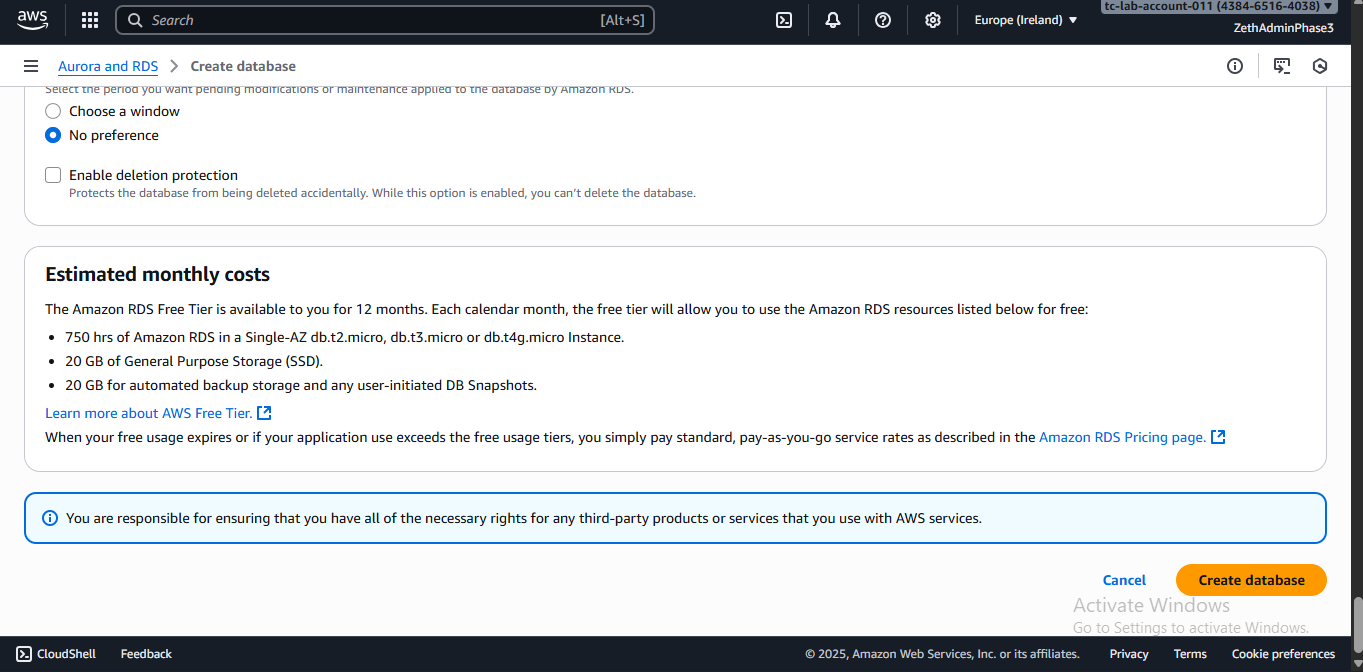 aws
Search
[Alt+S]
Europe (Ireland)
tc-lab-account-011 (4384-6516-4038)
ZethAdminPhase3
Aurora and RDS
Create database
Select the period you want pending modifications or maintenance applied to the database by Amazon RDS.
Choose a window
No preference
Enable deletion protection
Protects the database from being deleted accidentally. While this option is enabled, you can't delete the database.
Estimated monthly costs
The Amazon RDS Free Tier is available to you for 12 months. Each calendar month, the free tier will allow you to use the Amazon RDS resources listed below for free:
• 750 hrs of Amazon RDS in a Single-AZ db.t2.micro, db.t3.micro or db.t4g.micro Instance.
• 20 GB of General Purpose Storage (SSD).
• 20 GB for automated backup storage and any user-initiated DB Snapshots.
Learn more about AWS Free Tier.
When your free usage expires or if your application use exceeds the free usage tiers, you simply pay standard, pay-as-you-go service rates as described in the Amazon RDS Pricing page.
You are responsible for ensuring that you have all of the necessary rights for any third-party products or services that you use with AWS services.
Cancel
Create database
Activate Windows
Go to Settings to activate Windows.
CloudShell
Feedback
© 2025, Amazon Web Services, Inc. or its affiliates.
Privacy
Terms
Cookie preferences